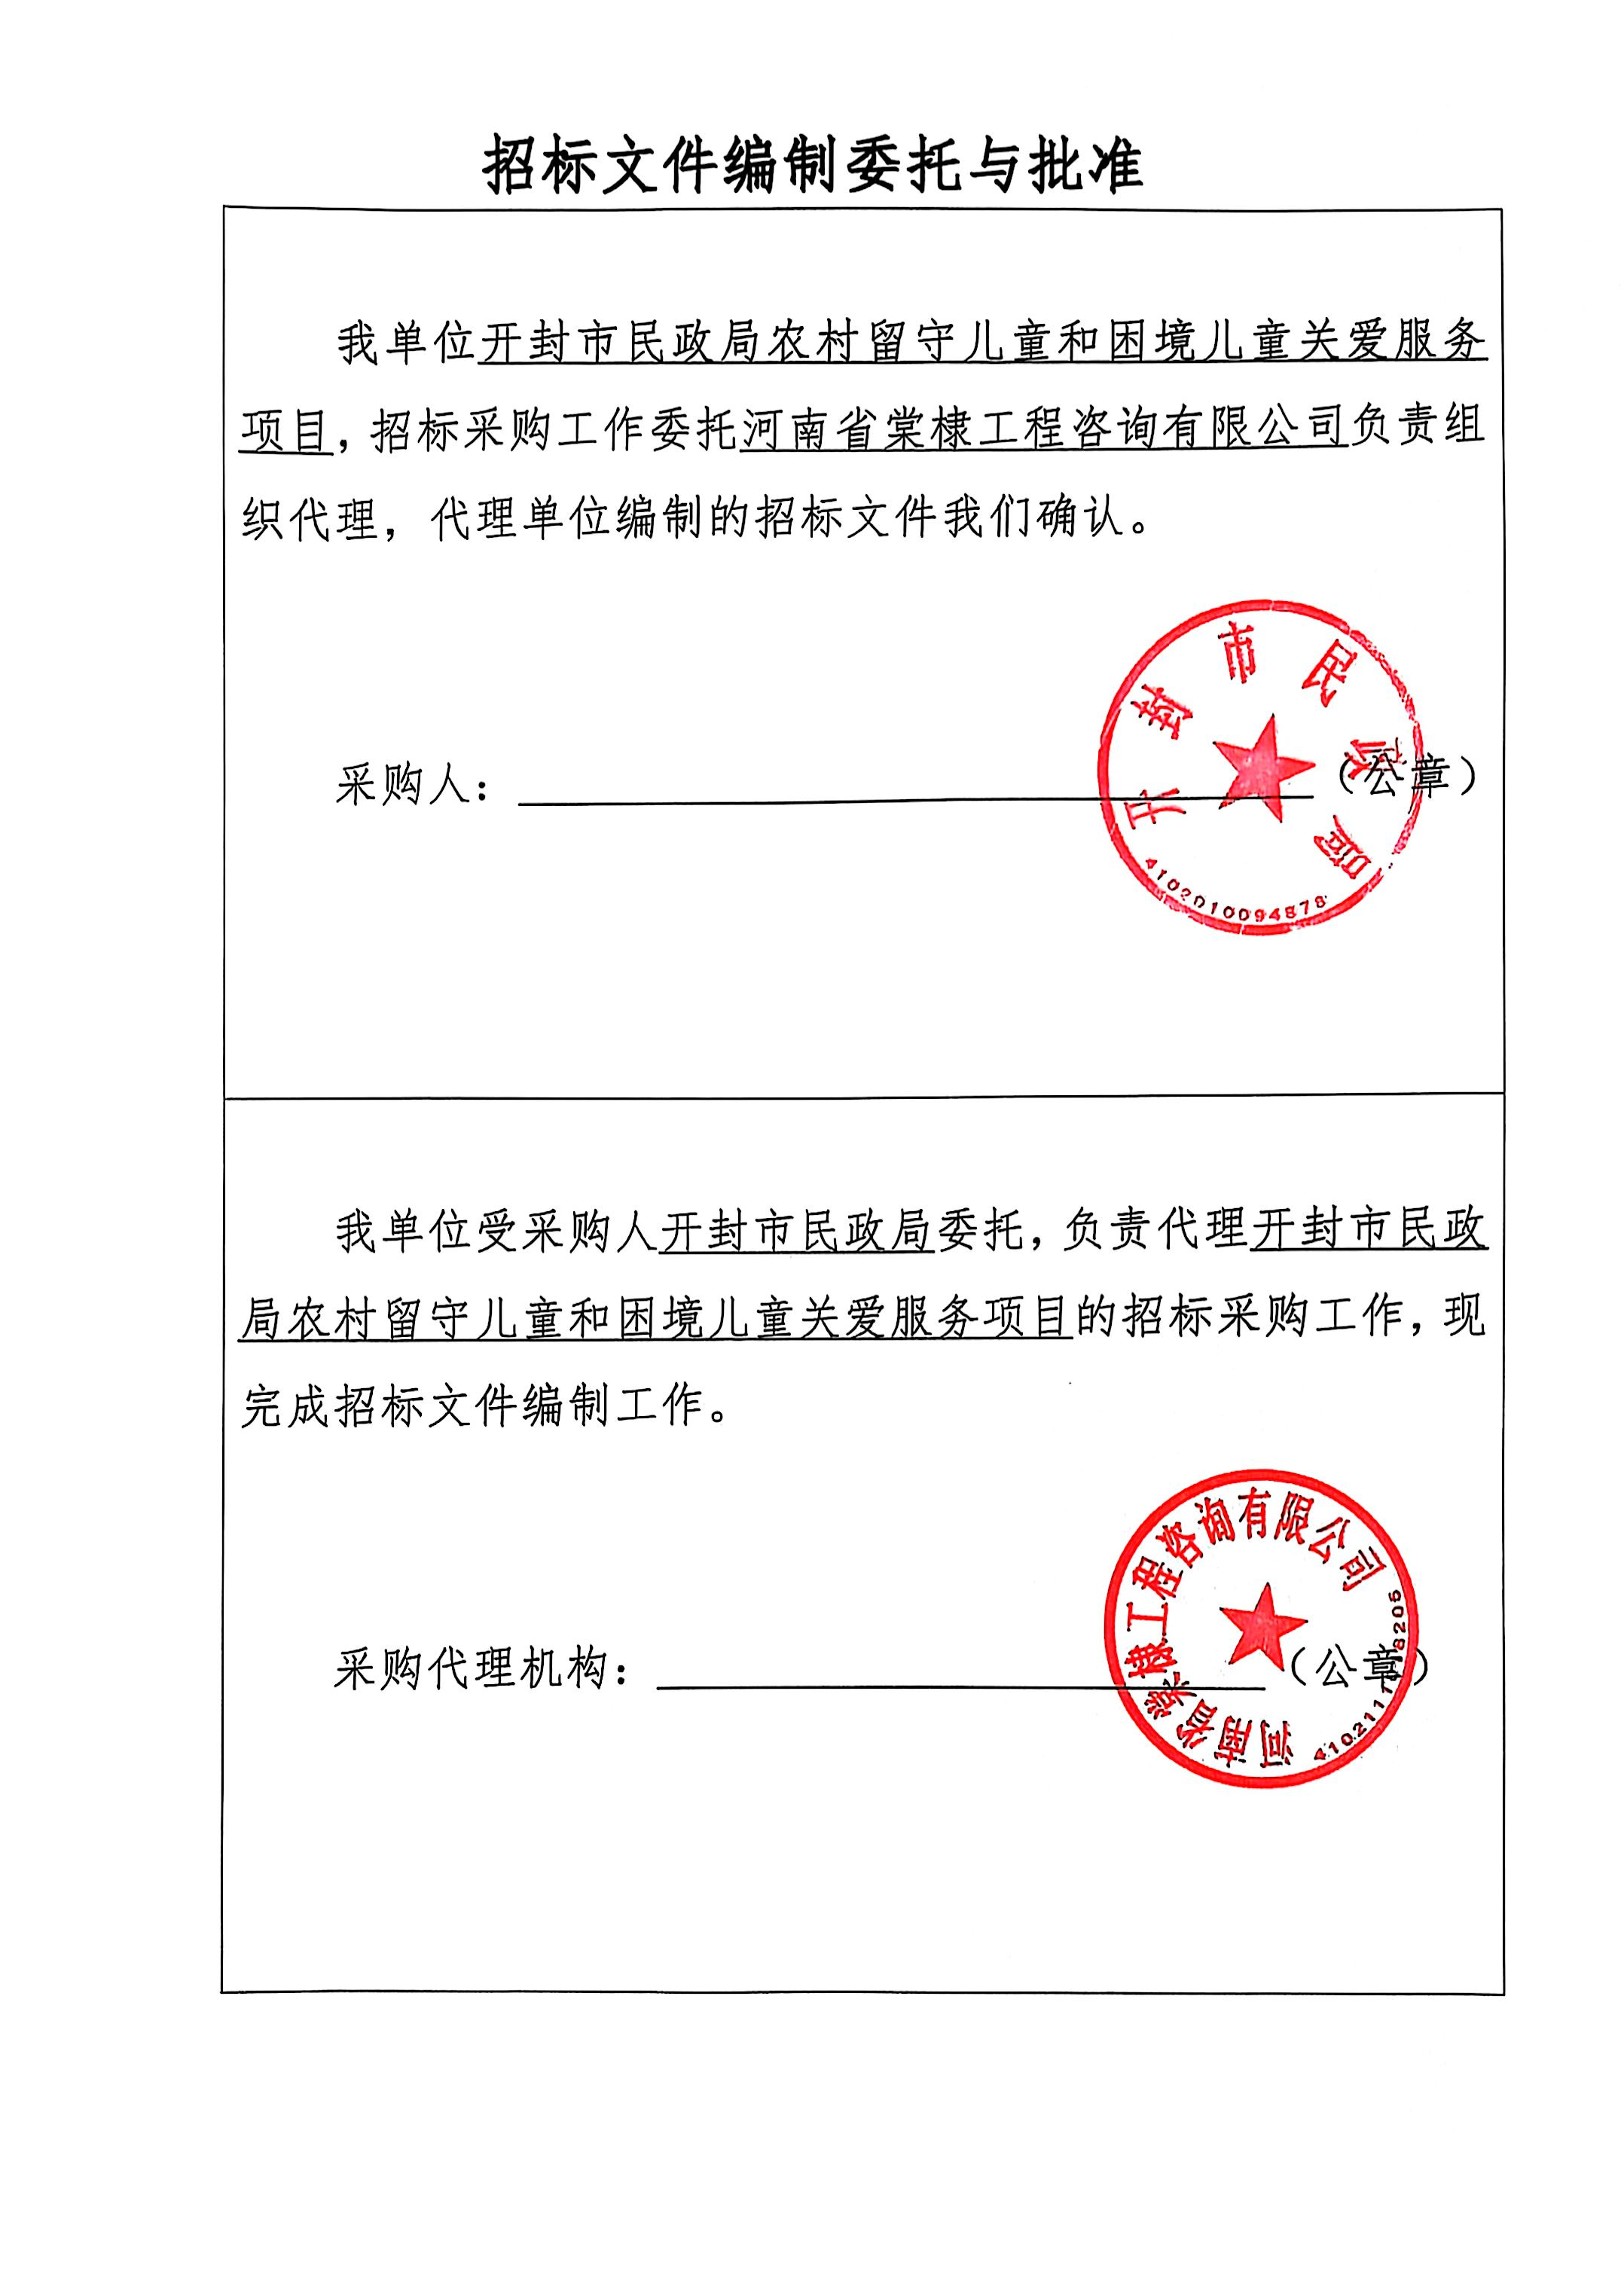 招标文件编制委托与批准
我单位开封市民政局农村留守儿童和困境儿童关爱服务
项目，招标采购工作委托河南省棠棣工程咨询有限公司负责组
织代理，代理单位编制的招标文件我们确认。
开封市民政局
采购人：（公章）
4102010094878
我单位受采购人开封市民政局委托，负责代理开封市民政
局农村留守儿童和困境儿童关爱服务项目的招标采购工作，现
完成招标文件编制工作。
河南省棠棣工程咨询有限公司
采购代理机构：（公章）